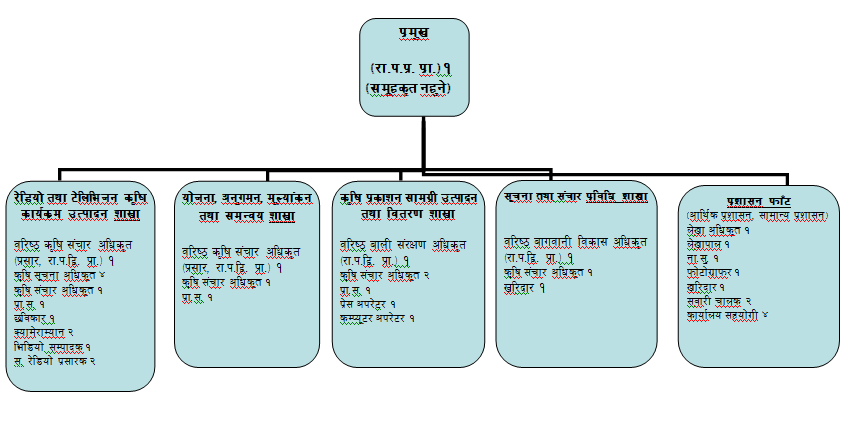 प्रमुख
(रा.प.प्र. प्रा.) १
(समूहकृत नहुने)
रेडियो तथा टेलिभिजन कृषि
कार्यक्रम उत्पादन शाखा
वरिष्ठ कृषि संचार अधिकृत
(प्रसार, रा.प.द्वि. प्रा.) १
कृषि सूचना अधिकृत ४
कृषि संचार अधिकृत १
प्रा.स. १
छविकार १
क्यामेराम्यान २
भिडियो सम्पादक १
स. रेडियो प्रसारक २
योजना, अनुगमन, मूल्यांकन
तथा समन्वय शाखा
वरिष्ठ कृषि संचार अधिकृत
(प्रसार, रा.प.द्वि. प्रा.) १
कृषि संचार अधिकृत १
प्रा.स. १
कृषि प्रकाशन सामग्री उत्पादन
तथा वितरण शाखा
वरिष्ठ बाली संरक्षण अधिकृत
(रा.प.द्वि. प्रा.) १
कृषि संचार अधिकृत २
प्रा.स. १
प्रेस अपरेटर १
कम्प्युटर अपरेटर १
सूचना तथा संचार प्रविधि शाखा
वरिष्ठ बागवानी विकास अधिकृत
(रा.प.द्वि. प्रा.) १
कृषि संचार अधिकृत १
खरिदार १
प्रशासन फाँट
(आर्थिक प्रशासन, सामान्य प्रशासन)
लेखा अधिकृत १
लेखापाल १
ना.सु. १
फोटोग्राफर १
खरिदार १
सवारी चालक २
कार्यालय सहयोगी ४